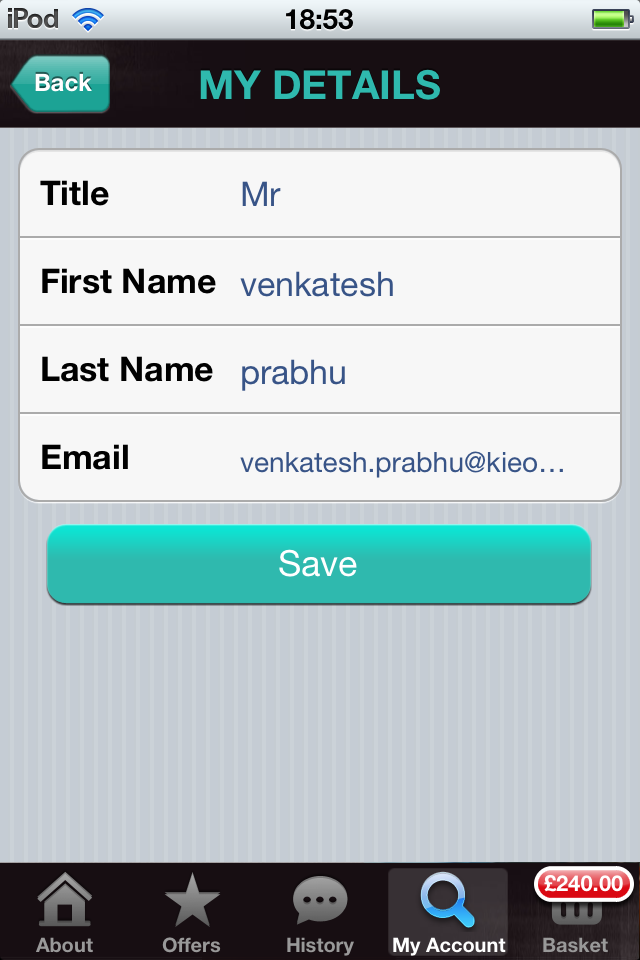 iPod 18:53
Back MY DETAILS
Title Mr
First Name venkatesh
Last Name prabhu
Email venkatesh.prabhu@kieo...
Save
£240.00
About Offers History My Account Basket